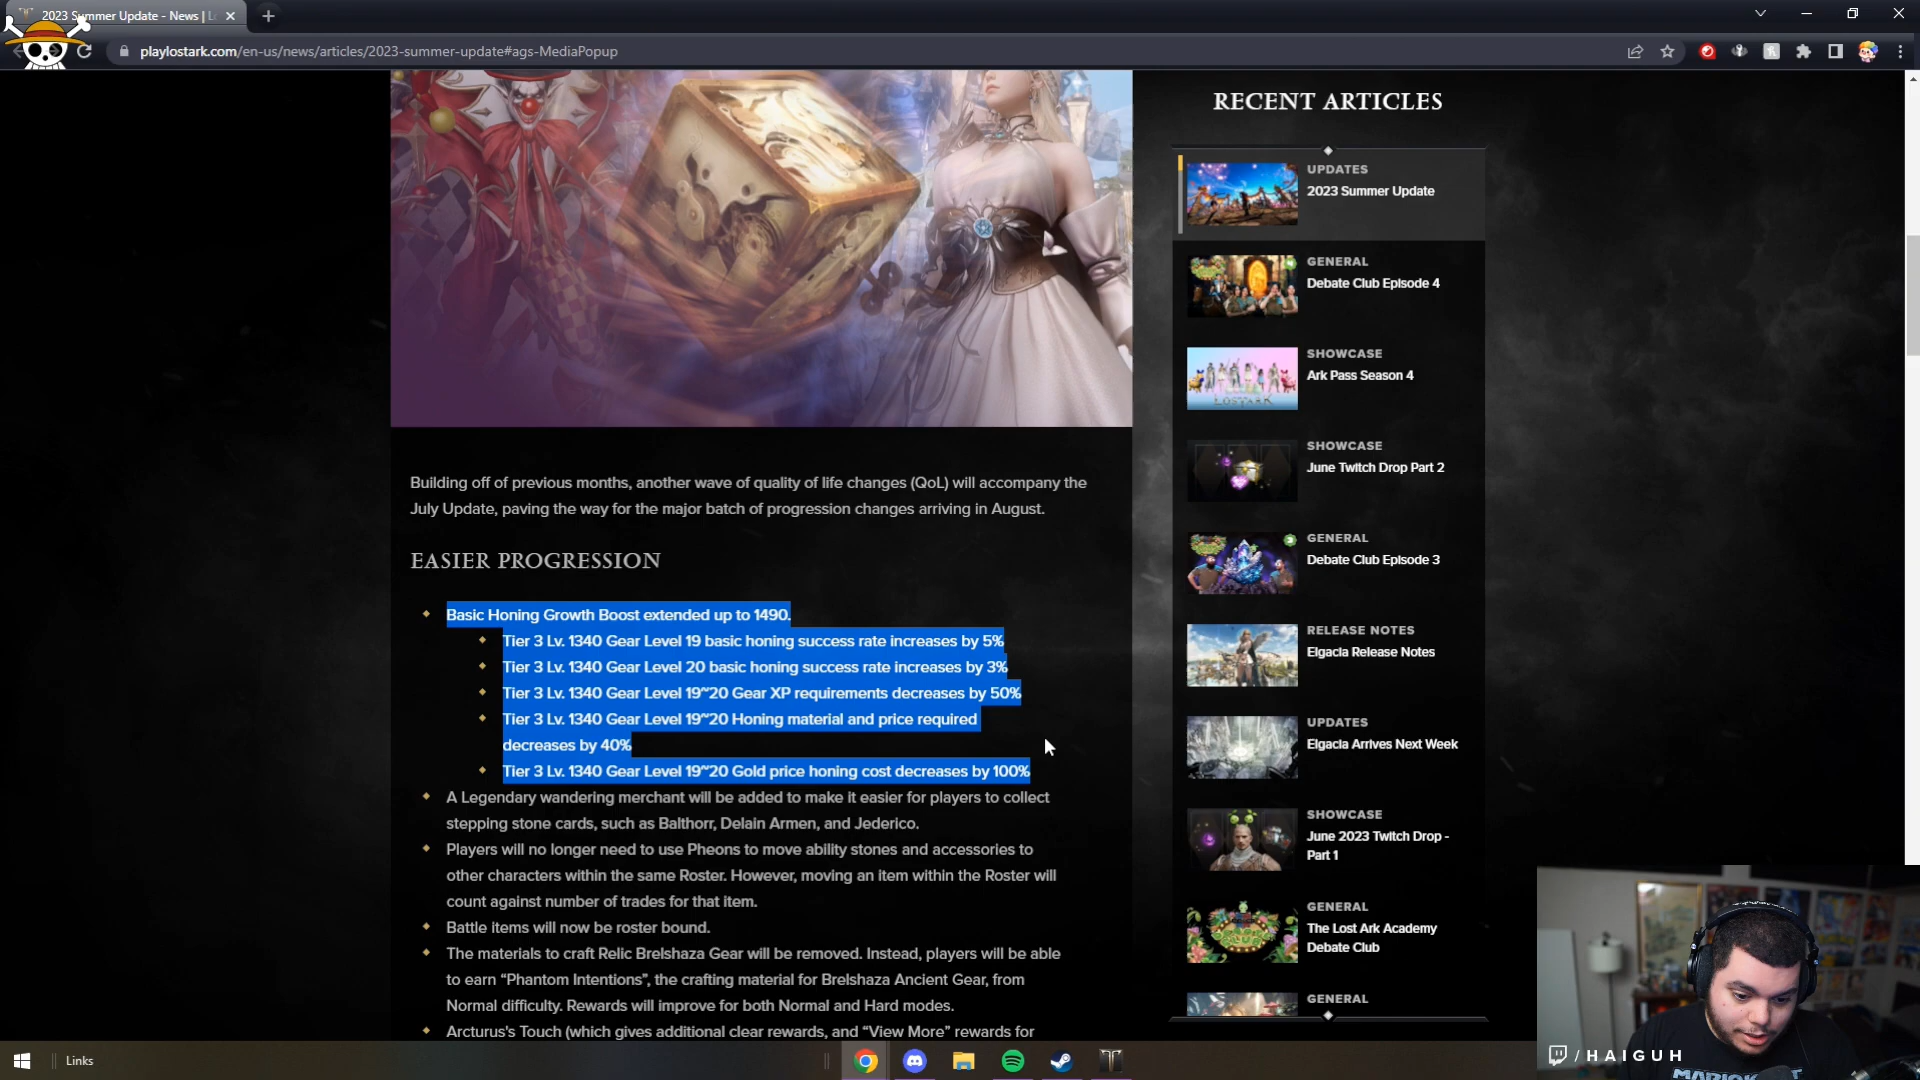 2023 Summer Update - News | L
playlostark.com/en-us/news/articles/2023-summer-update#ags-MediaPopup
Building off of previous months, another wave of quality of life changes (QoL) will accompany the
July Update, paving the way for the major batch of progression changes arriving in August.
EASIER PROGRESSION
Basic Honing Growth Boost extended up to 1490.
Tier 3 Lv. 1340 Gear Level 19 basic honing success rate increases by 5%
Tier 3 Lv. 1340 Gear Level 20 basic honing success rate increases by 3%
Tier 3 Lv. 1340 Gear Level 19~20 Gear XP requirements decreases by 50%
Tier 3 Lv. 1340 Gear Level 19~20 Honing material and price required
decreases by 40%
Tier 3 Lv. 1340 Gear Level 19~20 Gold price honing cost decreases by 100%
A Legendary wandering merchant will be added to make it easier for players to collect
stepping stone cards, such as Balthorr, Delain Armen, and Jederico.
Players will no longer need to use Pheons to move ability stones and accessories to
other characters within the same Roster. However, moving an item within the Roster will
count against number of trades for that item.
Battle items will now be roster bound.
The materials to craft Relic Brelshaza Gear will be removed. Instead, players will be able
to earn “Phantom Intentions”, the crafting material for Brelshaza Ancient Gear, from
Normal difficulty. Rewards will improve for both Normal and Hard modes.
Arcturus's Touch (which gives additional clear rewards, and “View More” rewards for
RECENT ARTICLES
UPDATES
2023 Summer Update
GENERAL
Debate Club Episode 4
SHOWCASE
Ark Pass Season 4
SHOWCASE
June Twitch Drop Part 2
GENERAL
Debate Club Episode 3
RELEASE NOTES
Elgacia Release Notes
UPDATES
Elgacia Arrives Next Week
SHOWCASE
June 2023 Twitch Drop -
Part 1
GENERAL
The Lost Ark Academy
Debate Club
GENERAL
Links
/HAIGUH